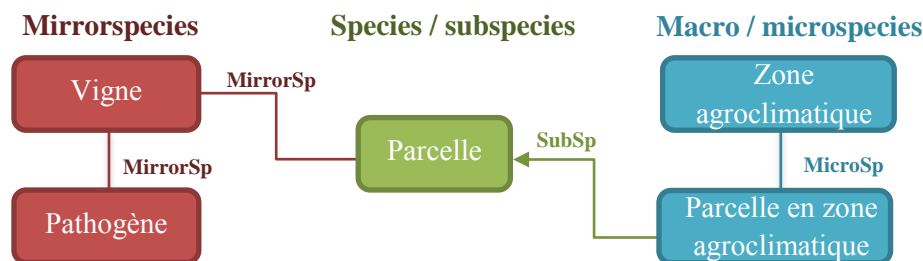 Mirrorspecies
Species / subspecies
Macro / microspecies
Vigne
MirrorSp
Zone
agroclimatique
Parcelle
SubSp
MirrorSp
MicroSp
Pathogène
Parcelle en zone
agroclimatique